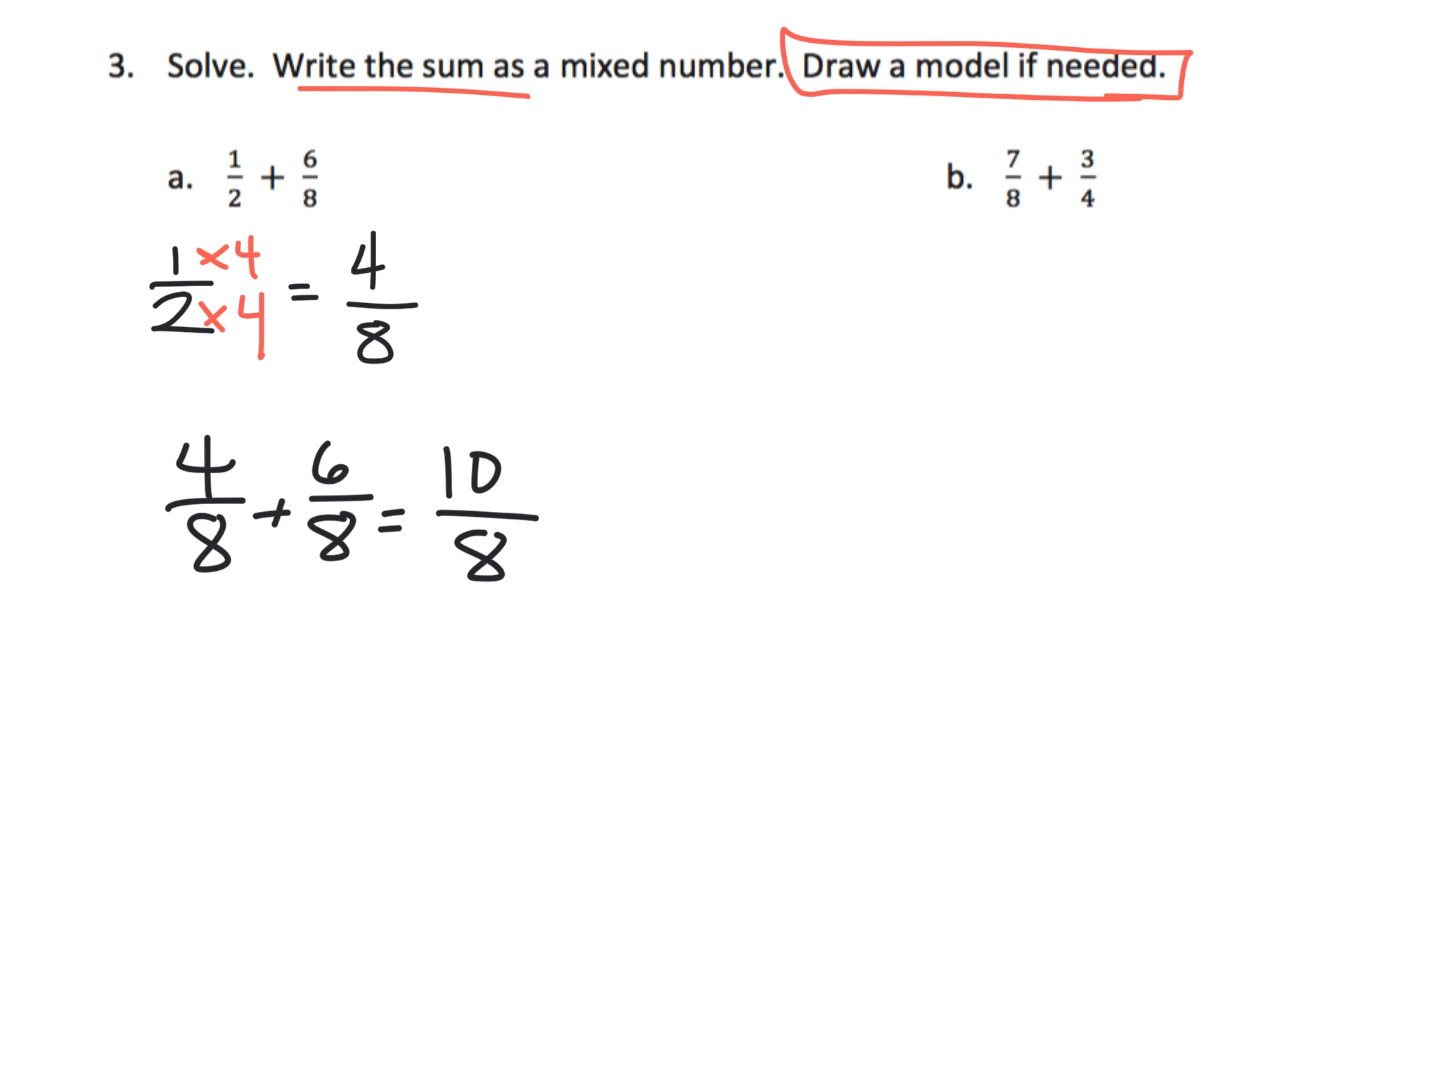 3. Solve. Write the sum as a mixed number. Draw a model if needed.
a. 1/2 + 6/8
b. 7/8 + 3/4
1×4/2×4 = 4/8
4/8 + 6/8 = 10/8